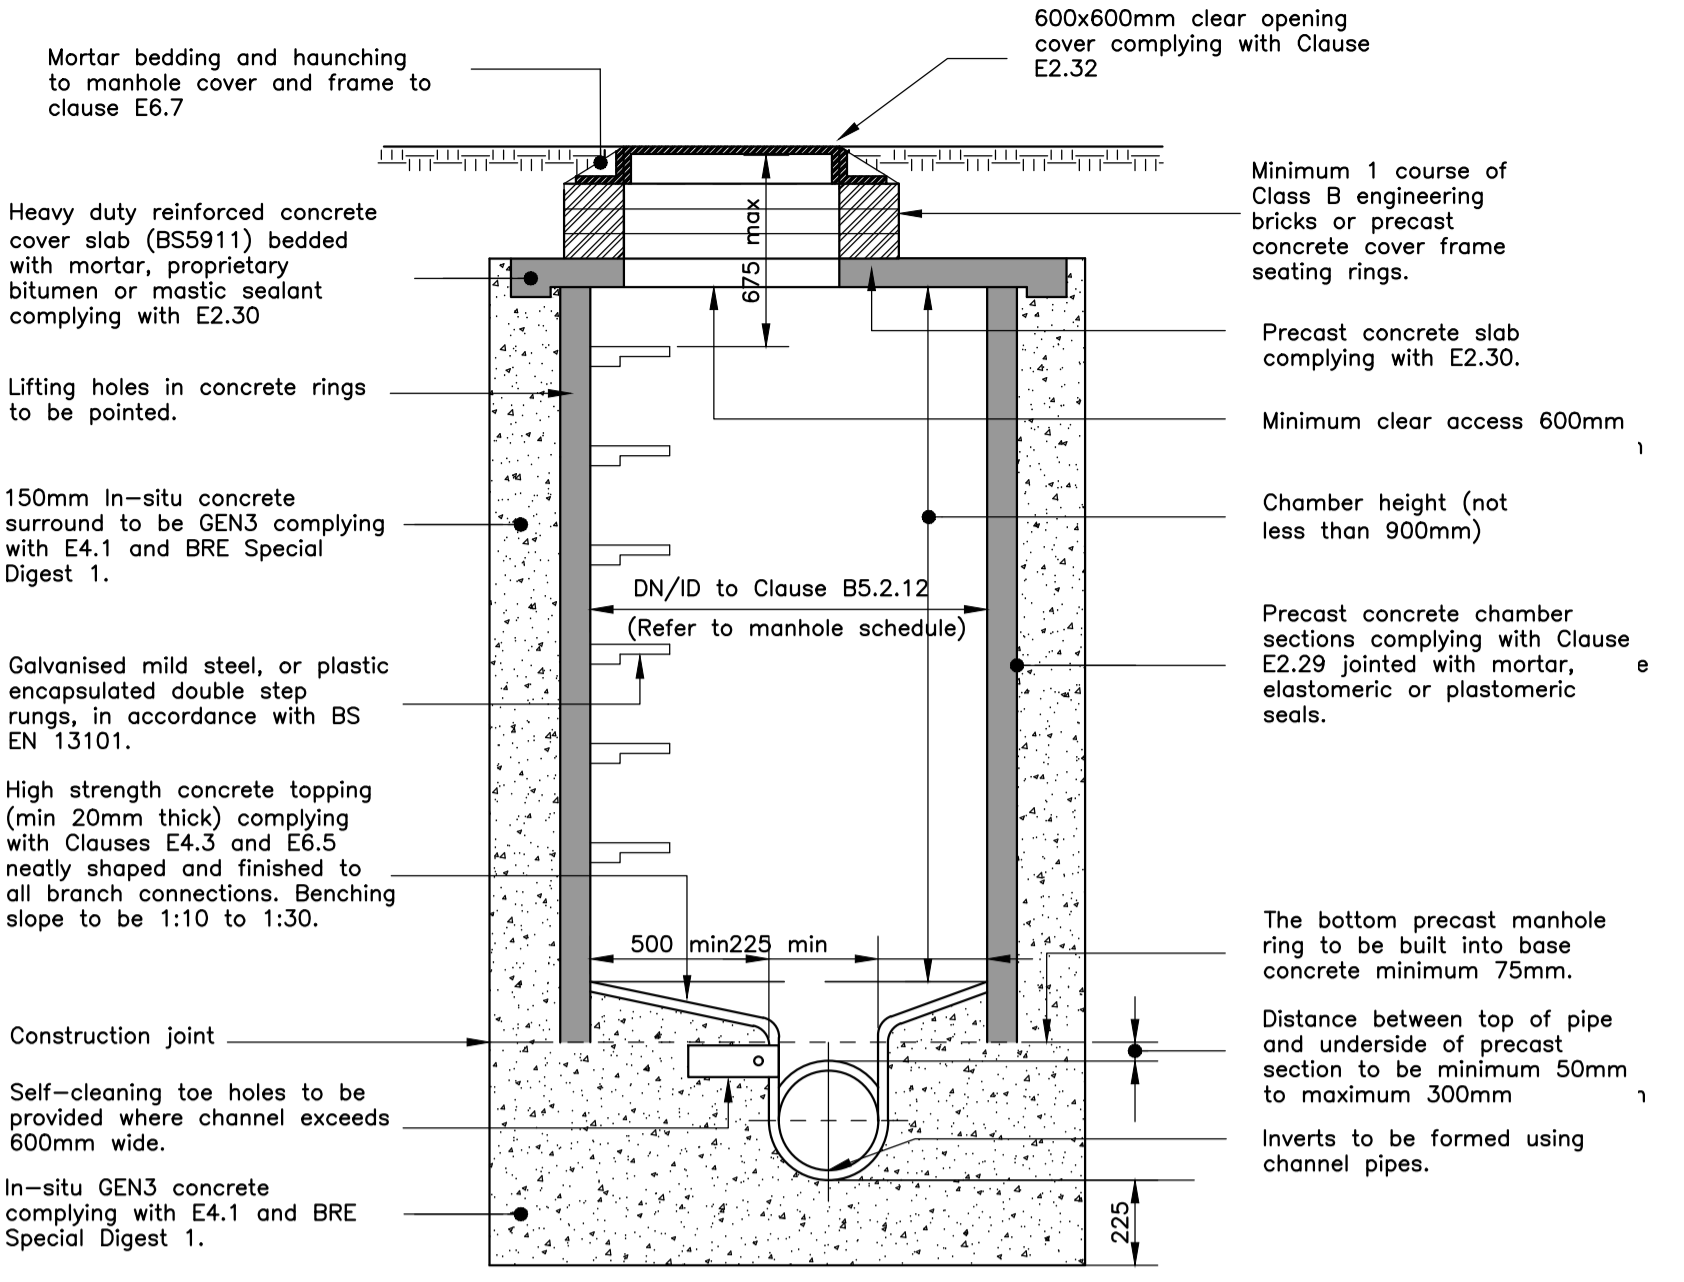 Mortar bedding and haunching
to manhole cover and frame to
clause E6.7
600x600mm clear opening
cover complying with Clause
E2.32
Heavy duty reinforced concrete
cover slab (BS5911) bedded
with mortar, proprietary
bitumen or mastic sealant
complying with E2.30
Lifting holes in concrete rings
to be pointed.
150mm In-situ concrete
surround to be GEN3 complying
with E4.1 and BRE Special
Digest 1.
Galvanised mild steel, or plastic
encapsulated double step
rungs, in accordance with BS
EN 13101.
High strength concrete topping
(min 20mm thick) complying
with Clauses E4.3 and E6.5
neatly shaped and finished to
all branch connections. Benching
slope to be 1:10 to 1:30.
Construction joint
Self-cleaning toe holes to be
provided where channel exceeds
600mm wide.
In-situ GEN3 concrete
complying with E4.1 and BRE
Special Digest 1.
675 max
DN/ID to Clause B5.2.12
(Refer to manhole schedule)
500 min
225 min
Minimum 1 course of
Class B engineering
bricks or precast
concrete cover frame
seating rings.
Precast concrete slab
complying with E2.30.
Minimum clear access 600mm
Chamber height (not
less than 900mm)
Precast concrete chamber
sections complying with Clause
E2.29 jointed with mortar,
e
elastomeric or plastomeric
seals.
The bottom precast manhole
ring to be built into base
concrete minimum 75mm.
Distance between top of pipe
and underside of precast
section to be minimum 50mm
to maximum 300mm
Inverts to be formed using
channel pipes.
225